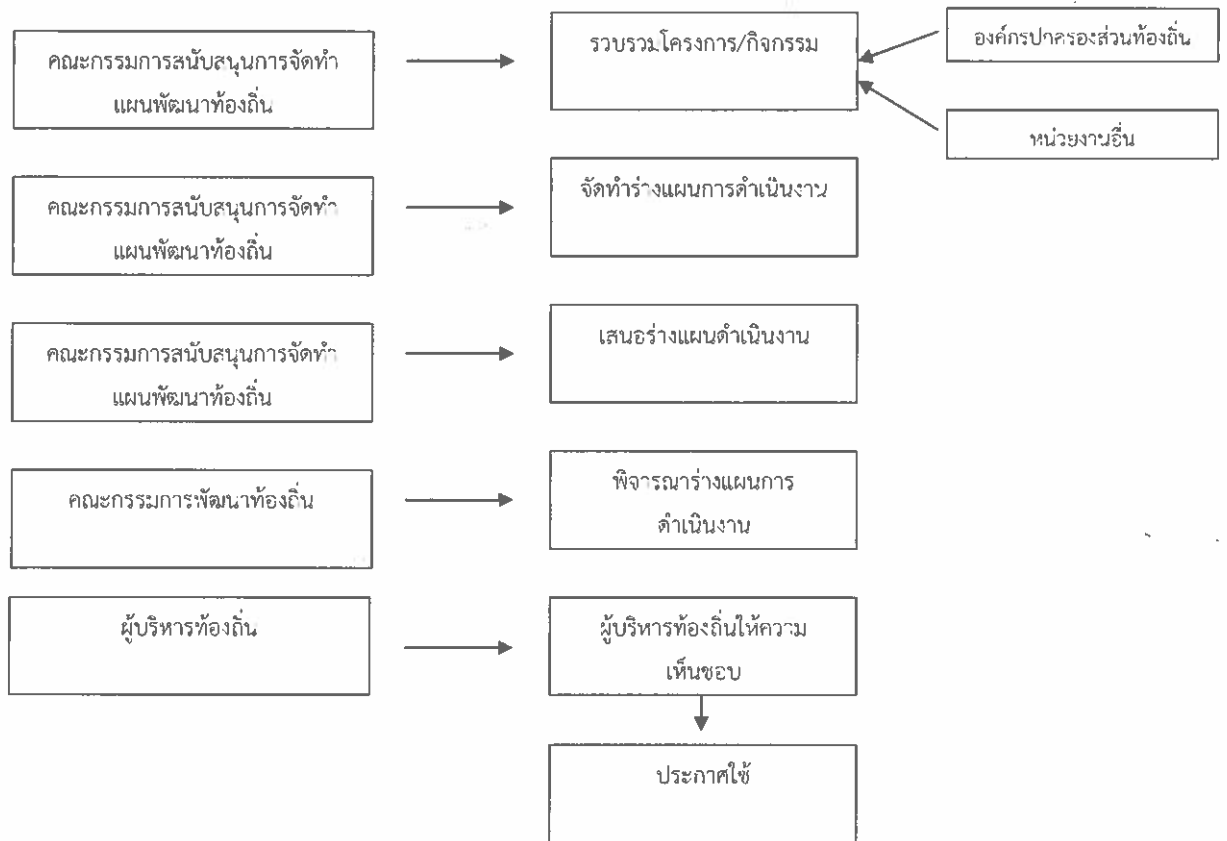 คณะกรรมการสนับสนุนการจัดทำ
แผนพัฒนาท้องถิ่น
รวบรวมโครงการ/กิจกรรม
องค์กรปกครองส่วนท้องถิ่น
หน่วยงานอื่น
คณะกรรมการสนับสนุนการจัดทำ
แผนพัฒนาท้องถิ่น
จัดทำร่างแผนการดำเนินงาน
คณะกรรมการสนับสนุนการจัดทำ
แผนพัฒนาท้องถิ่น
เสนอร่างแผนดำเนินงาน
คณะกรรมการพัฒนาท้องถิ่น
พิจารณาร่างแผนการ
ดำเนินงาน
ผู้บริหารท้องถิ่น
ผู้บริหารท้องถิ่นให้ความ
เห็นชอบ
ประกาศใช้